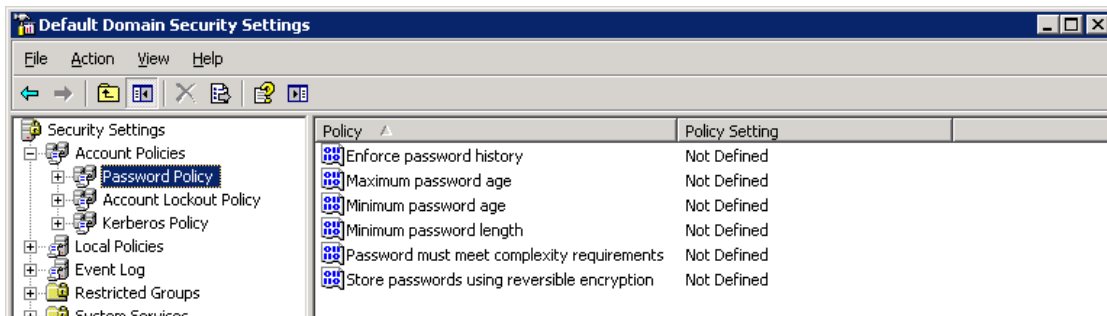 Default Domain Security Settings
File Action View Help
Security Settings
Account Policies
Password Policy
Account Lockout Policy
Kerberos Policy
Local Policies
Event Log
Restricted Groups
System Services
Policy Policy Setting
Enforce password history Not Defined
Maximum password age Not Defined
Minimum password age Not Defined
Minimum password length Not Defined
Password must meet complexity requirements Not Defined
Store passwords using reversible encryption Not Defined